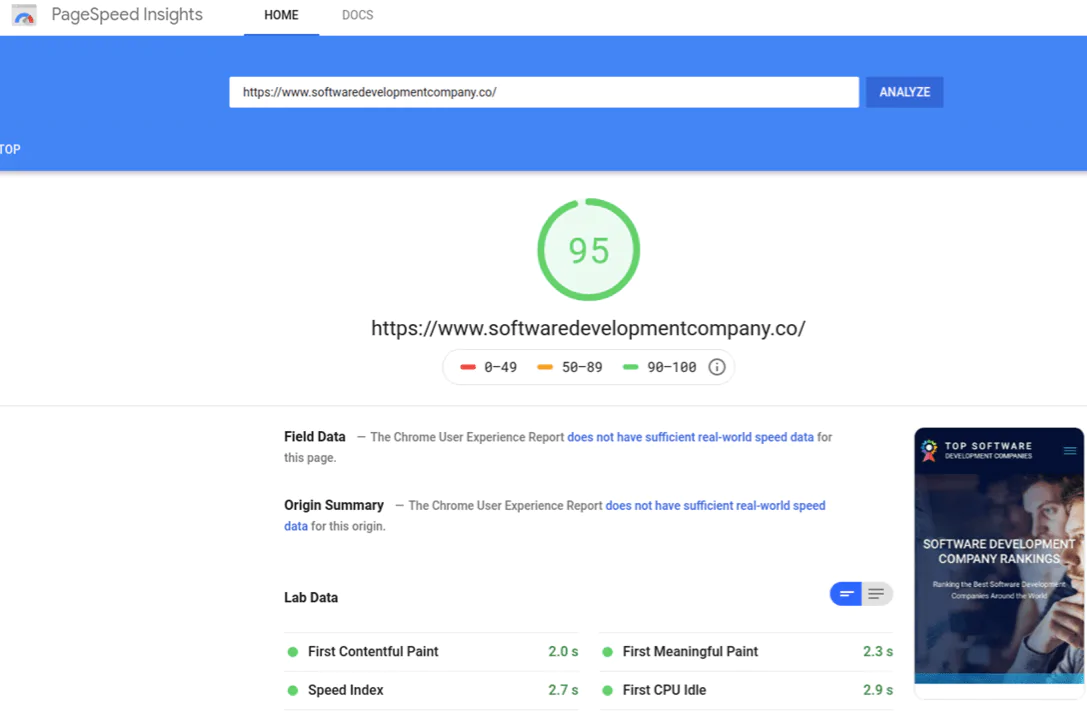 PageSpeed Insights
HOME
DOCS
https://www.softwaredevelopmentcompany.co/
ANALYZE
TOP
95
https://www.softwaredevelopmentcompany.co/
0–49 50–89 90–100
Field Data — The Chrome User Experience Report does not have sufficient real-world speed data for
this page.
Origin Summary — The Chrome User Experience Report does not have sufficient real-world speed
data for this origin.
Lab Data
First Contentful Paint 2.0 s
First Meaningful Paint 2.3 s
Speed Index 2.7 s
First CPU Idle 2.9 s
TOP SOFTWARE
DEVELOPMENT COMPANIES
SOFTWARE DEVELOPMENT
COMPANY RANKINGS
Ranking the Best Software Development
Companies Around the World